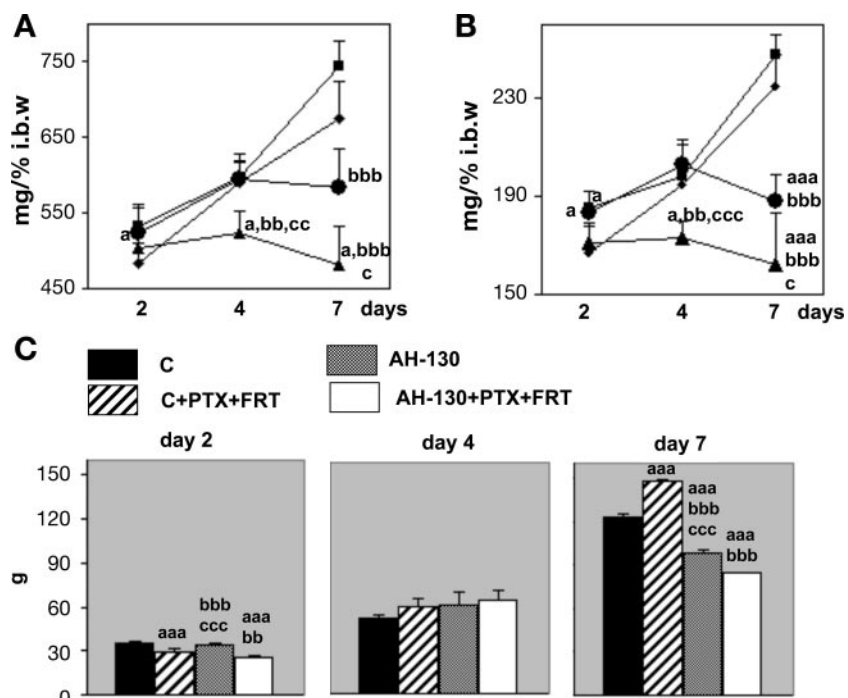 A
mg/% i.b.w
750
650
550
450
a
a,bb,cc
bbb
a,bbb
c
2 4 7 days
B
mg/% i.b.w
230
190
150
a
a
a,bb,ccc
aaa
bbb
aaa
bbb
c
2 4 7 days
C
C
AH-130
C+PTX+FRT
AH-130+PTX+FRT
day 2
day 4
day 7
g
150
120
90
60
30
0
aaa
bbb
ccc
aaa
bb
aaa
aaa
bbb
ccc
aaa
bbb